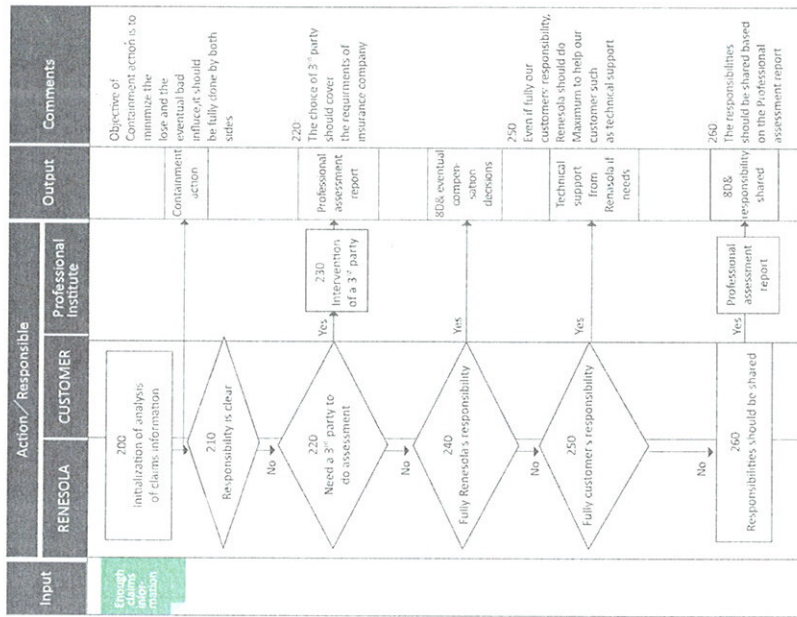 Input
Action／Responsible
RENESOLA
CUSTOMER
Professional
Institute
Output
Comments
Enough
claims
infor-
mation
200
Initialization of analysis
of claims information
Containment
action
Objective of
Containment action is to
minimize the
lose and the
eventual bad
influce,it should
be fully done by both
sides
210
Responsibility is clear
No
220
Need a 3rd party to
do assessment
Yes
230
Intervention
of a 3rd party
Professional
assessment
report
220
The choice of 3rd party
should cover
the requirments of
insurance company
No
240
Fully Renesola's responsibility
Yes
8D& eventual
compen-
sation
decisions
No
250
Fully customer's responsibility
Yes
Technical
support
from
Renasola if
needs
250
Even if fully our
customers' responsibility,
Renesola should do
Maximum to help our
customer such
as technical support
No
260
Responsibilities should be shared
Yes
Professional
assessment
report
8D&
responsibility
shared
260
The responsibilities
should be shared based
on the Professional
assessment report